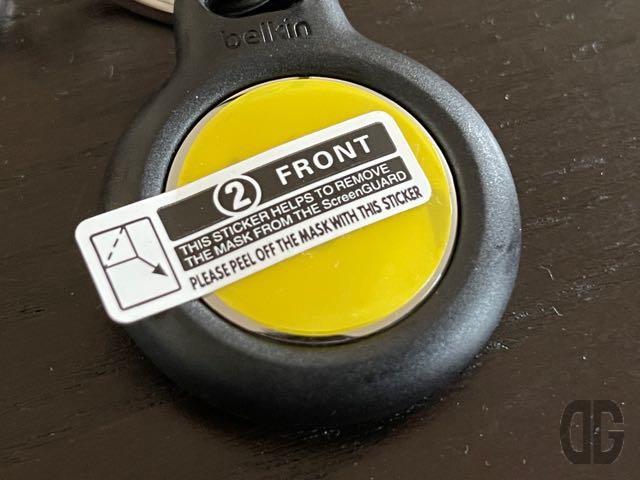 belkin
2 FRONT
THIS STICKER HELPS TO REMOVE
THE MASK FROM THE ScreenGUARD
PLEASE PEEL OFF THE MASK WITH THIS STICKER
DG